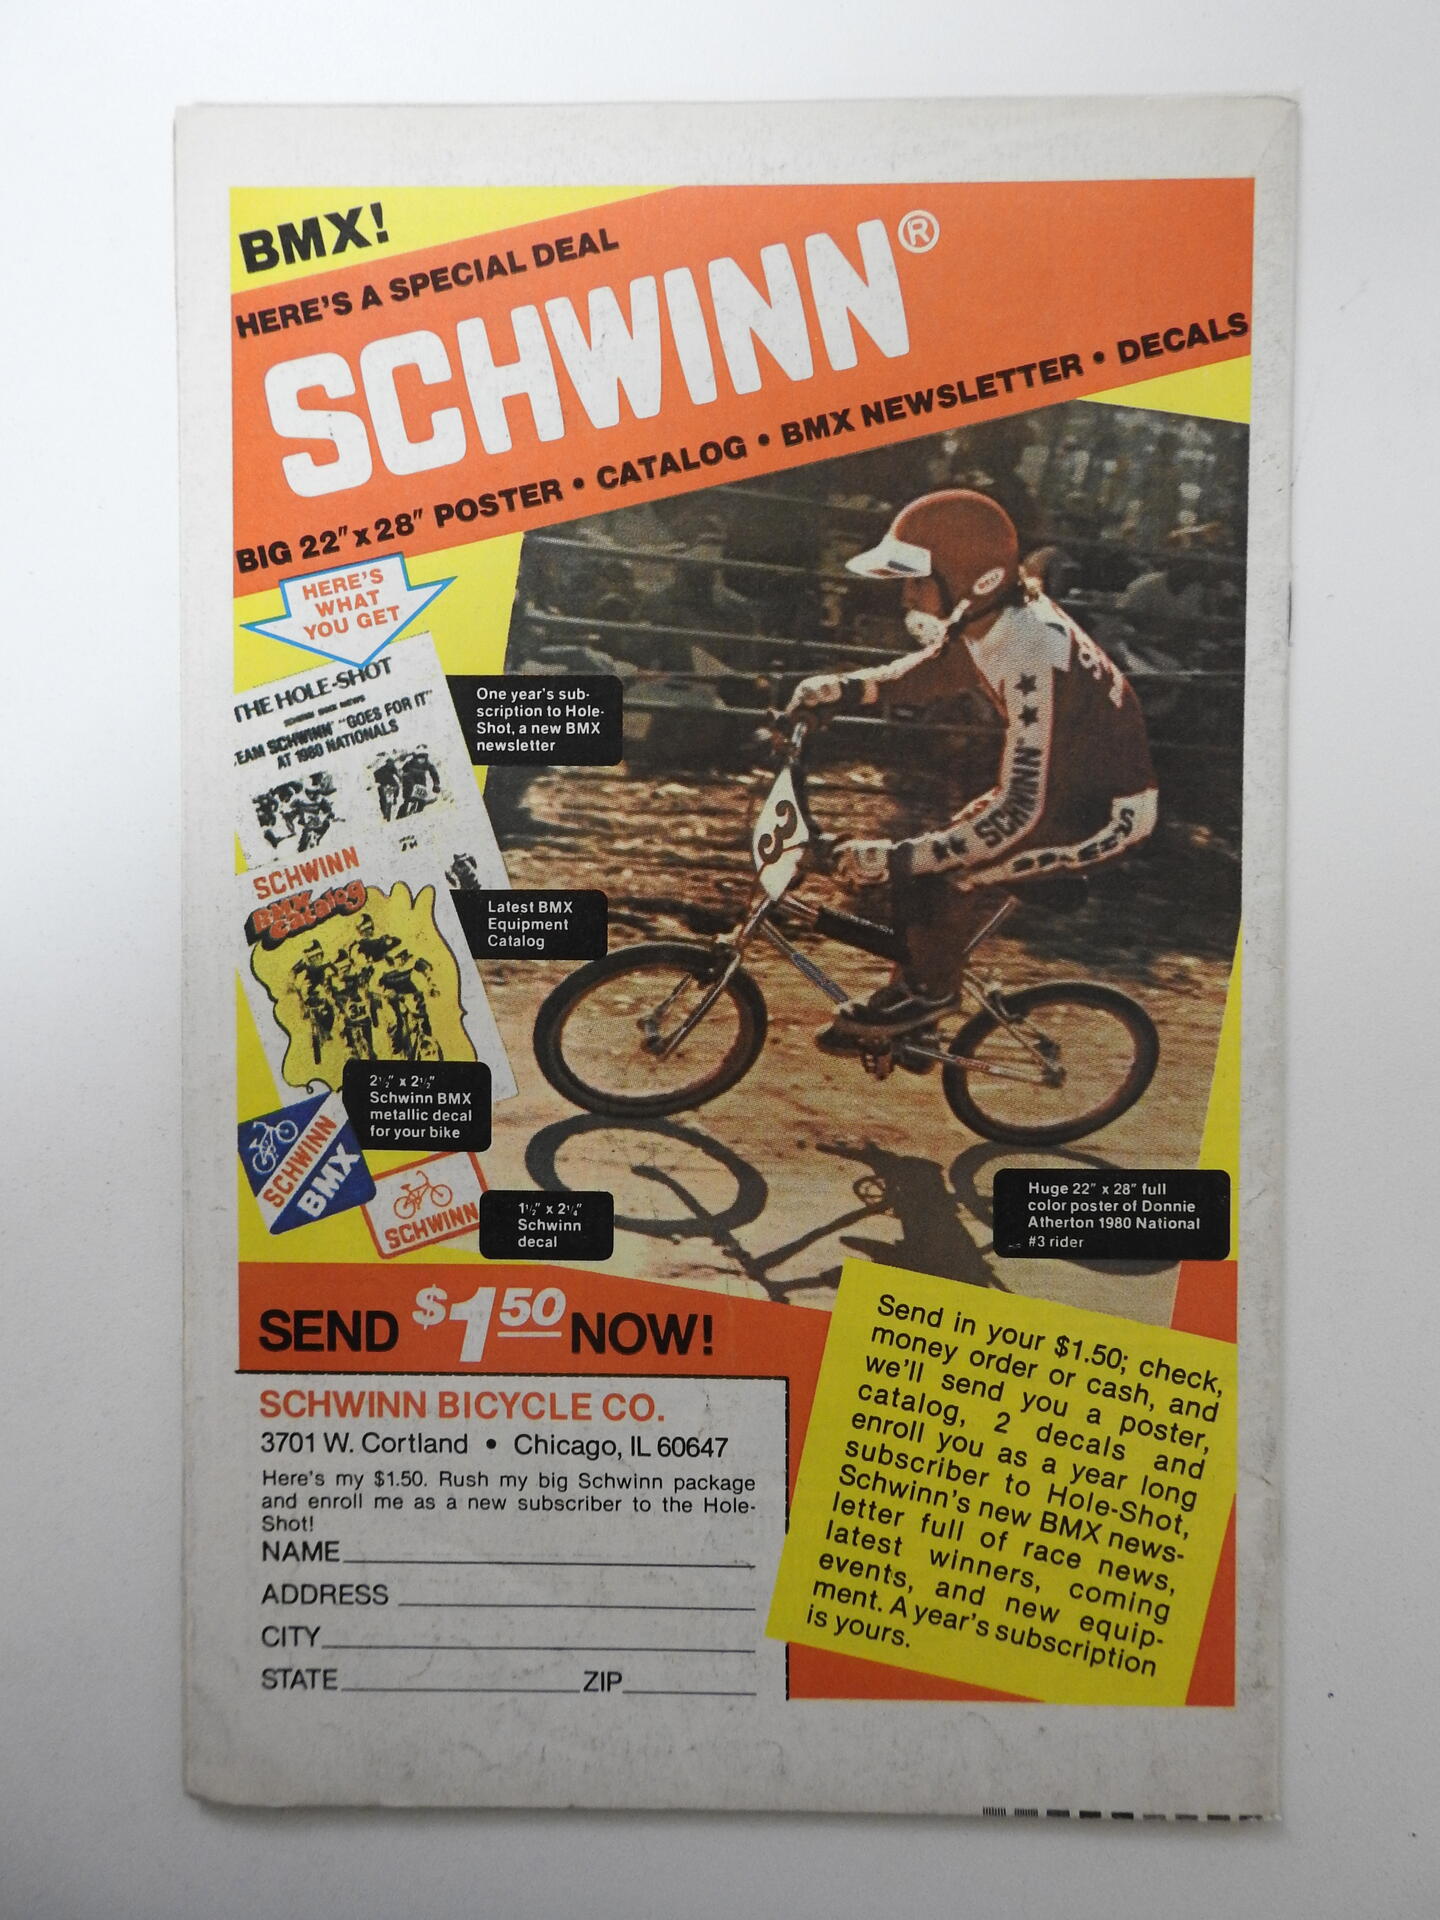 BMX!
HERE'S A SPECIAL DEAL
SCHWINN®
BIG 22" x 28" POSTER • CATALOG • BMX NEWSLETTER • DECALS
HERE'S
WHAT
YOU GET
THE HOLE-SHOT
TEAM SCHWINN "GOES FOR IT"
AT 1980 NATIONALS
One year's sub-
scription to Hole-
Shot, a new BMX
newsletter
SCHWINN
BMX
Catalog
Latest BMX
Equipment
Catalog
2½" x 2½"
Schwinn BMX
metallic decal
for your bike
SCHWINN
BMX
SCHWINN
1½" x 2¼"
Schwinn
decal
BELL
3
SCHWINN
Huge 22" x 28" full
color poster of Donnie
Atherton 1980 National
#3 rider
SEND $1.50 NOW!
SCHWINN BICYCLE CO.
3701 W. Cortland • Chicago, IL 60647
Here's my $1.50. Rush my big Schwinn package
and enroll me as a new subscriber to the Hole-
Shot!
NAME
ADDRESS
CITY
STATE ZIP
Send in your $1.50; check,
money order or cash, and
we'll send you a poster,
catalog, 2 decals and
enroll you as a year long
subscriber to Hole-Shot,
Schwinn's new BMX news-
letter full of race news,
latest winners, coming
events, and new equip-
ment. A year's subscription
is yours.